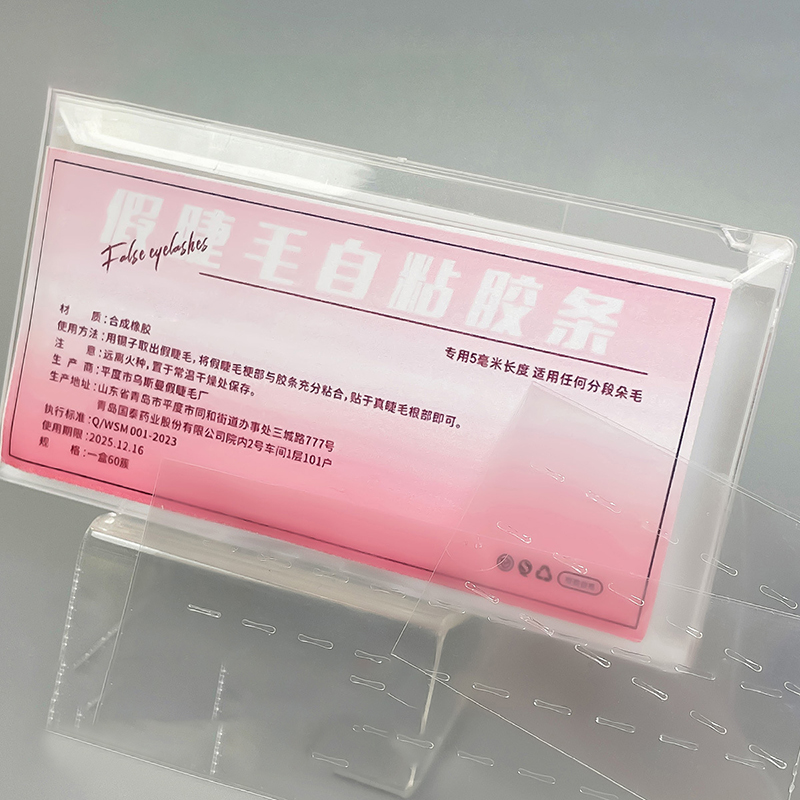 假睫毛自粘胶条
False eyelashes
专用5毫米长度 适用任何分段朵毛
材 质:合成橡胶
使用方法:用镊子取出假睫毛,将假睫毛梗部与胶条充分粘合,贴于真睫毛根部即可。
注 意:远离火种,置于常温干燥处保存。
生 产 商:平度市乌斯曼假睫毛厂
生产地址:山东省青岛市平度市同和街道办事处三城路777号
青岛国泰药业股份有限公司院内2号车间1层101户
执行标准:Q/WSM 001-2023
使用期限:2025.12.16
规 格:一盒60簇